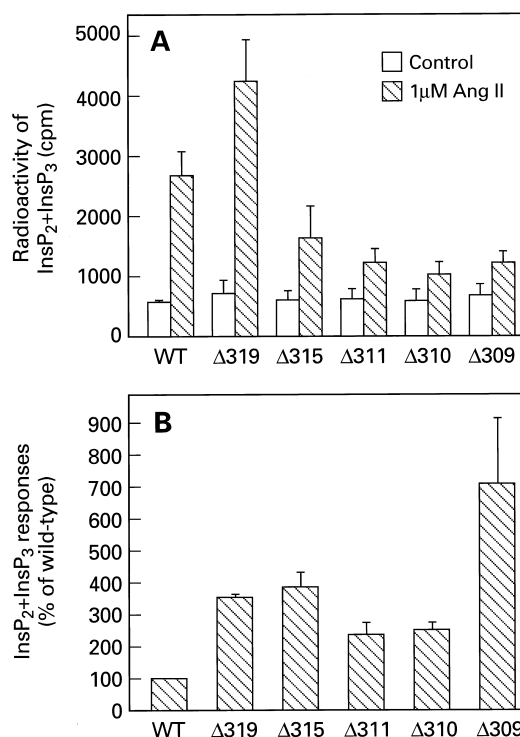 A
Control
1μM Ang II
Radioactivity of
InsP₂+InsP₃ (cpm)
5000
4000
3000
2000
1000
0
WT Δ319 Δ315 Δ311 Δ310 Δ309
B
InsP₂+InsP₃ responses
(% of wild-type)
900
800
700
600
500
400
300
200
100
0
WT Δ319 Δ315 Δ311 Δ310 Δ309